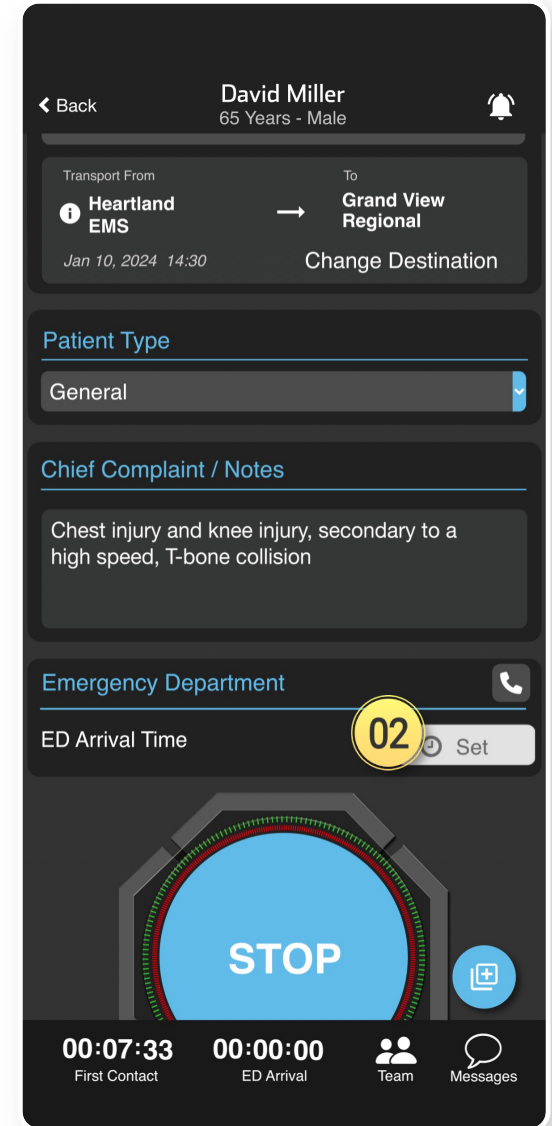 Back
David Miller
65 Years - Male
Transport From
To
Heartland
EMS
Grand View
Regional
Jan 10, 2024 14:30
Change Destination
Patient Type
General
Chief Complaint / Notes
Chest injury and knee injury, secondary to a
high speed, T-bone collision
Emergency Department
ED Arrival Time
02
Set
STOP
00:07:33
First Contact
00:00:00
ED Arrival
Team
Messages